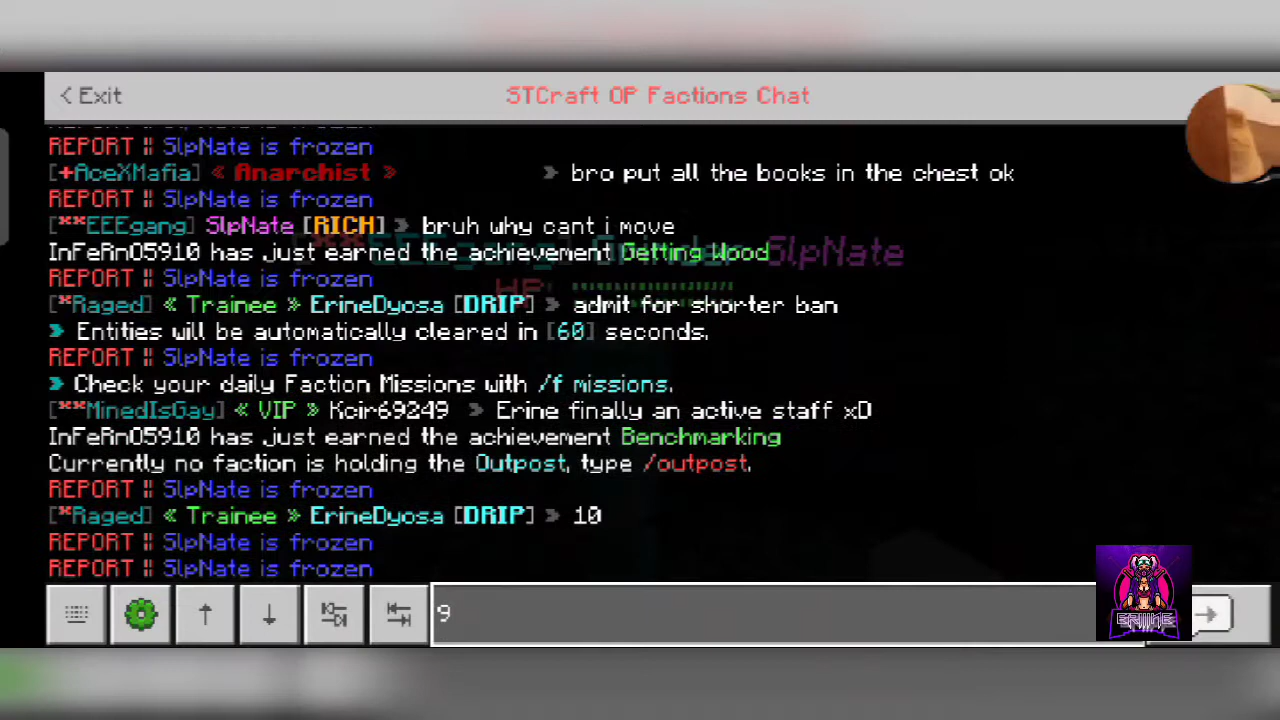 < Exit
STCraft OP Factions Chat
REPORT ¦¦ SlpNate is frozen
[+AceXMafia] « Anarchist » » bro put all the books in the chest ok
REPORT ¦¦ SlpNate is frozen
[**EEEgang] SlpNate [RICH] » bruh why cant i move
InFeRnO5910 has just earned the achievement Getting Wood
SlpNate
HP:
REPORT ¦¦ SlpNate is frozen
[*Raged] « Trainee » ErineDyosa [DRIP] » admit for shorter ban
» Entities will be automatically cleared in [60] seconds.
REPORT ¦¦ SlpNate is frozen
» Check your daily Faction Missions with /f missions.
[**MinedIsGay] « VIP » Kcir69249 » Erine finally an active staff xD
InFeRnO5910 has just earned the achievement Benchmarking
Currently no faction is holding the Outpost, type /outpost.
REPORT ¦¦ SlpNate is frozen
[*Raged] « Trainee » ErineDyosa [DRIP] » 10
REPORT ¦¦ SlpNate is frozen
REPORT ¦¦ SlpNate is frozen
9